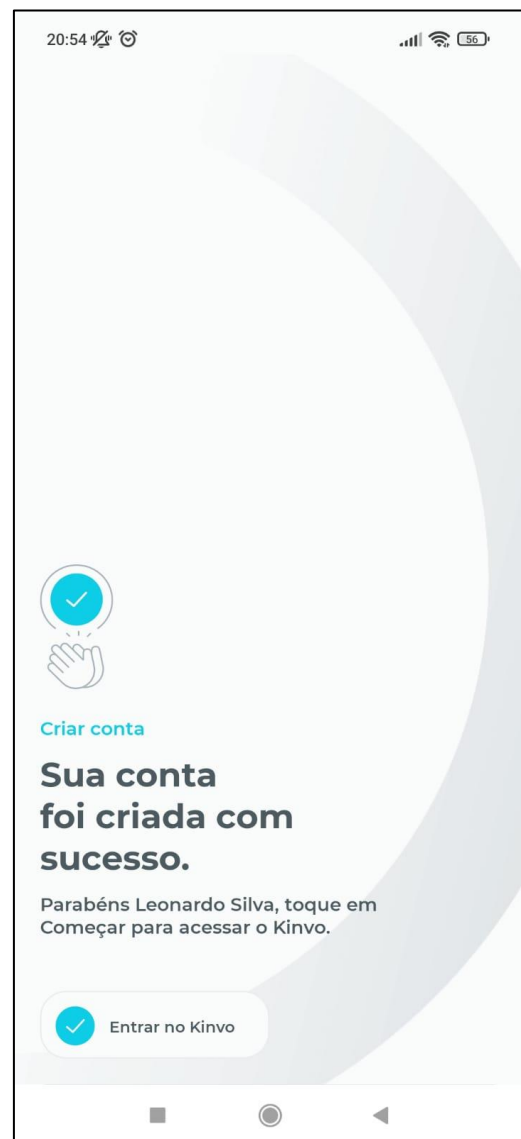 20:54
56
Criar conta
Sua conta
foi criada com
sucesso.
Parabéns Leonardo Silva, toque em
Começar para acessar o Kinvo.
Entrar no Kinvo